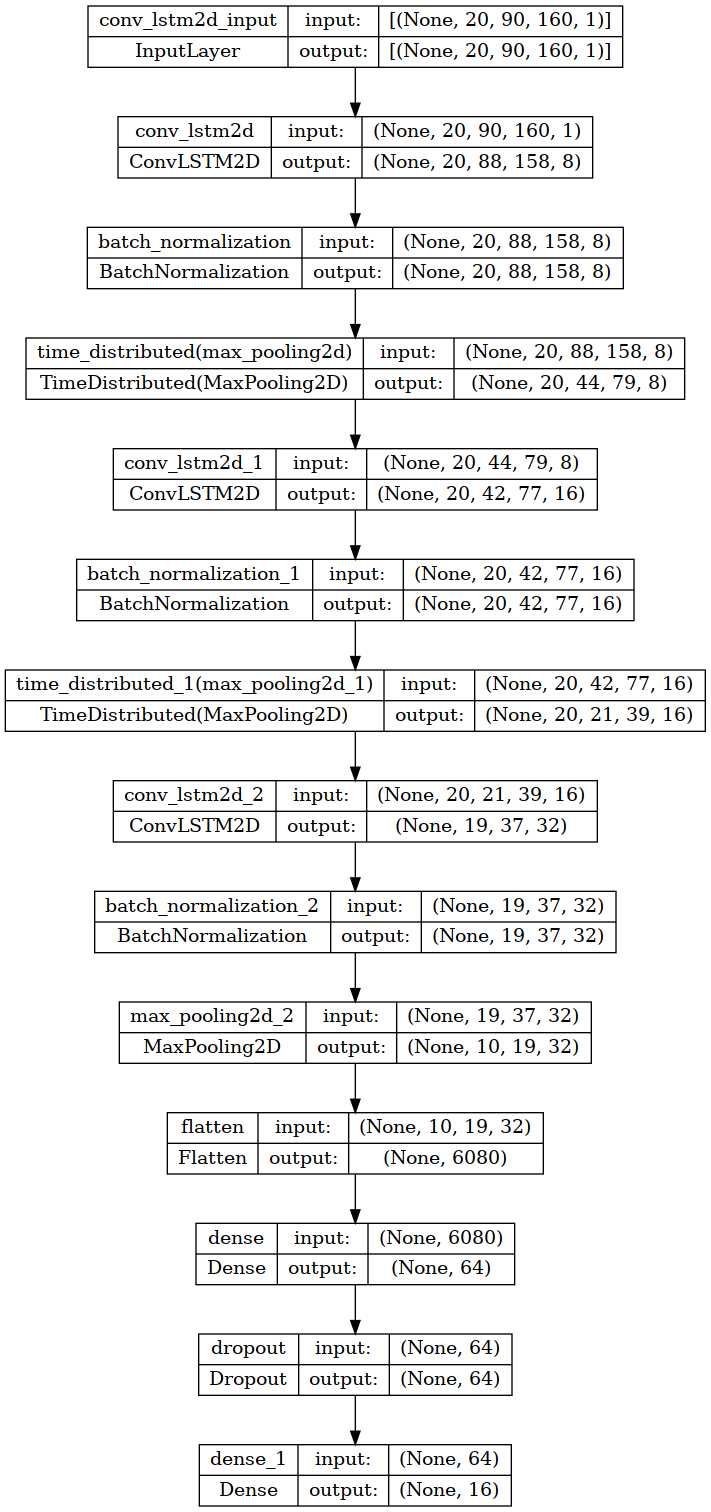 conv_lstm2d_input input: [(None, 20, 90, 160, 1)]
InputLayer output: [(None, 20, 90, 160, 1)]
conv_lstm2d input: (None, 20, 90, 160, 1)
ConvLSTM2D output: (None, 20, 88, 158, 8)
batch_normalization input: (None, 20, 88, 158, 8)
BatchNormalization output: (None, 20, 88, 158, 8)
time_distributed(max_pooling2d) input: (None, 20, 88, 158, 8)
TimeDistributed(MaxPooling2D) output: (None, 20, 44, 79, 8)
conv_lstm2d_1 input: (None, 20, 44, 79, 8)
ConvLSTM2D output: (None, 20, 42, 77, 16)
batch_normalization_1 input: (None, 20, 42, 77, 16)
BatchNormalization output: (None, 20, 42, 77, 16)
time_distributed_1(max_pooling2d_1) input: (None, 20, 42, 77, 16)
TimeDistributed(MaxPooling2D) output: (None, 20, 21, 39, 16)
conv_lstm2d_2 input: (None, 20, 21, 39, 16)
ConvLSTM2D output: (None, 19, 37, 32)
batch_normalization_2 input: (None, 19, 37, 32)
BatchNormalization output: (None, 19, 37, 32)
max_pooling2d_2 input: (None, 19, 37, 32)
MaxPooling2D output: (None, 10, 19, 32)
flatten input: (None, 10, 19, 32)
Flatten output: (None, 6080)
dense input: (None, 6080)
Dense output: (None, 64)
dropout input: (None, 64)
Dropout output: (None, 64)
dense_1 input: (None, 64)
Dense output: (None, 16)